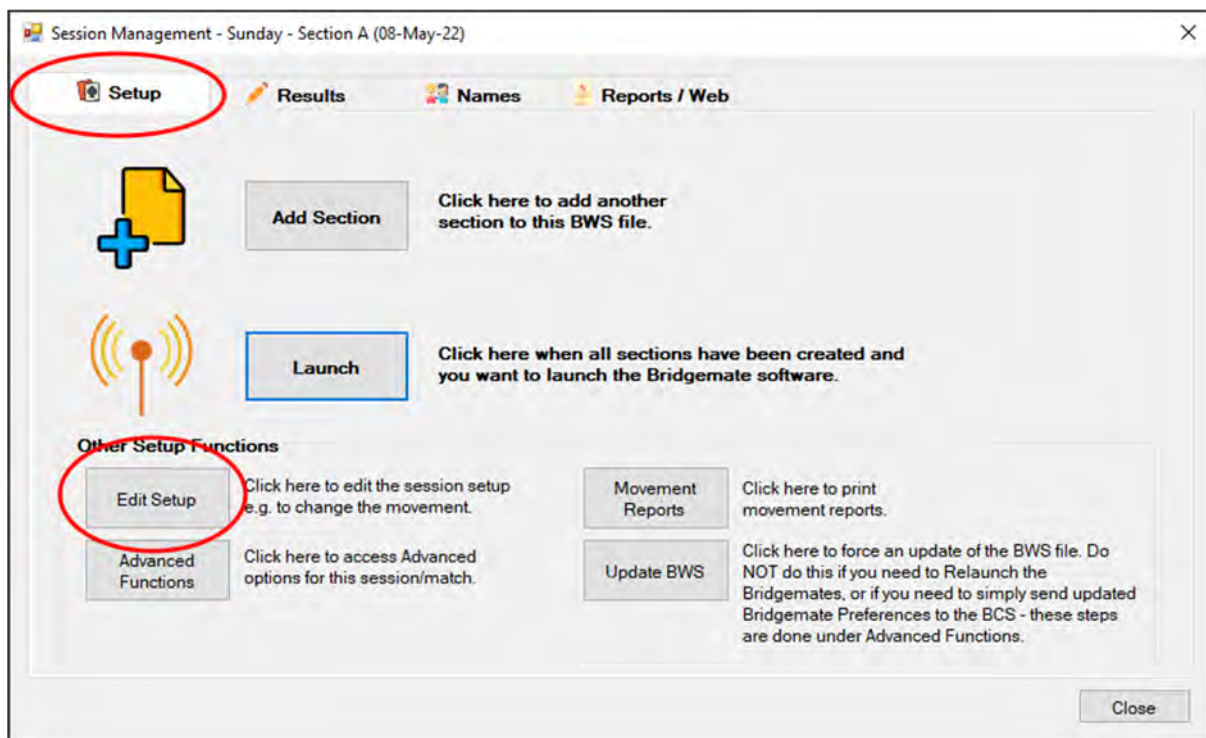 Session Management - Sunday - Section A (08-May-22)
Setup
Results
Names
Reports / Web
Add Section
Click here to add another
section to this BWS file.
Launch
Click here when all sections have been created and
you want to launch the Bridgemate software.
Other Setup Functions
Edit Setup
Click here to edit the session setup
e.g. to change the movement.
Movement
Reports
Click here to print
movement reports.
Advanced
Functions
Click here to access Advanced
options for this session/match.
Update BWS
Click here to force an update of the BWS file. Do
NOT do this if you need to Relaunch the
Bridgemates, or if you need to simply send updated
Bridgemate Preferences to the BCS - these steps
are done under Advanced Functions.
Close